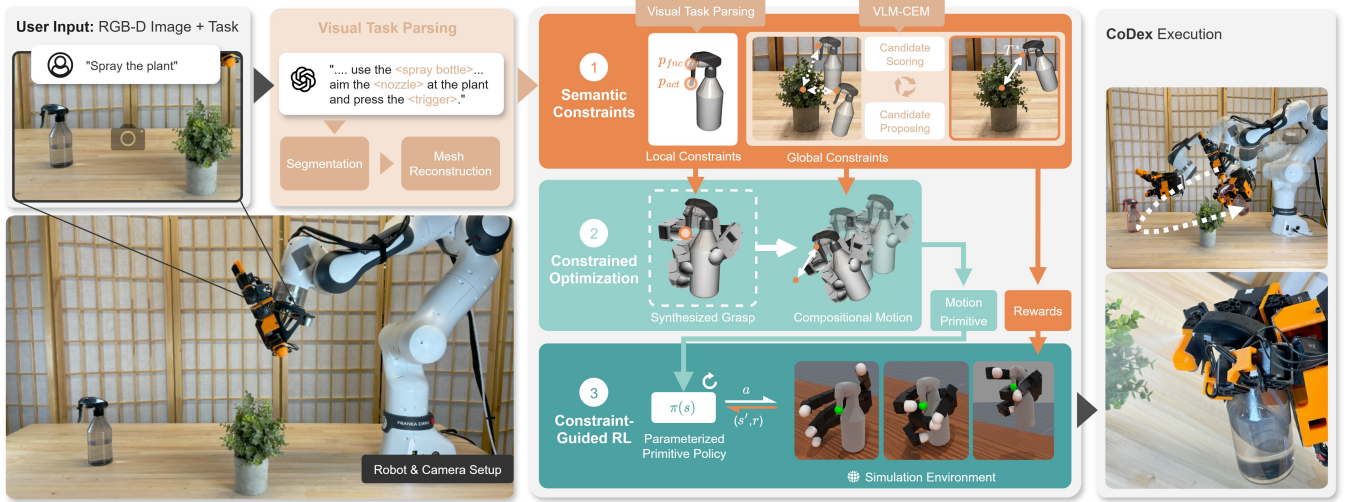 User Input: RGB-D Image + Task
"Spray the plant"
Visual Task Parsing
".... use the <spray bottle>...
aim the <nozzle> at the plant
and press the <trigger>."
Segmentation
Mesh
Reconstruction
Robot & Camera Setup
FRANKA EMIKA
Visual Task Parsing
VLM-CEM
1
Semantic
Constraints
p_fnc
p_act
Candidate
Scoring
Candidate
Proposing
T*
Local Constraints
Global Constraints
2
Constrained
Optimization
Synthesized Grasp
Compositional Motion
Motion
Primitive
Rewards
3
Constraint-
Guided RL
π(s)
Parameterized
Primitive Policy
a
(s′,r)
Simulation Environment
CoDex Execution